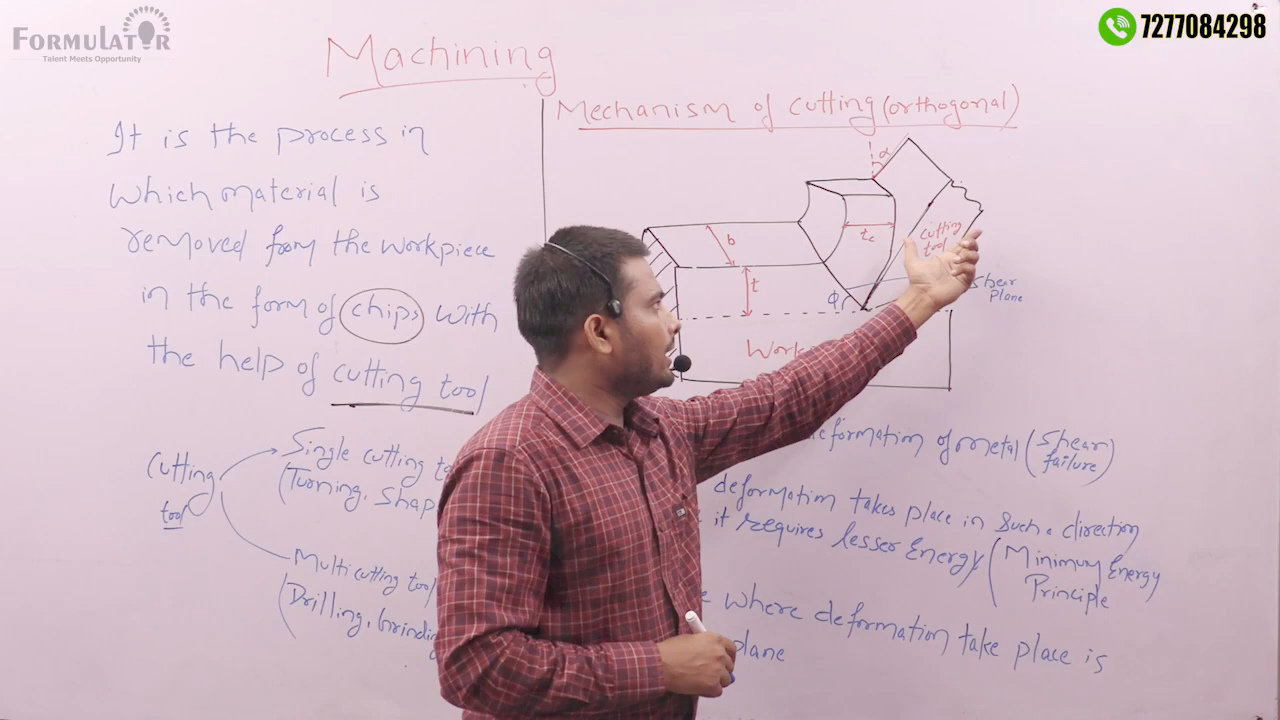 FORMULATOR
Talent Meets Opportunity
7277084298
Machining
It is the process in
which material is
removed from the workpiece
in the form of chips with
the help of cutting tool
Cutting
tool
Single cutting
(Turning, Shap
Multi cutting tool
(Drilling, Grinding
Mechanism of cutting (orthogonal)
α
b
tc
t
φ
cutting
tool
Shear
Plane
Work
deformation of metal (Shear
failure)
deformation takes place in such a direction
it requires lesser Energy (Minimum Energy
Principle
where deformation take place is
plane